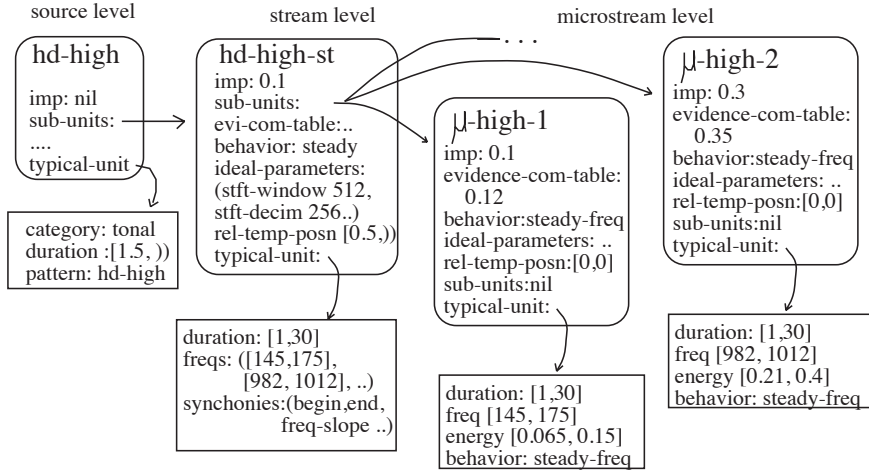 source level
hd-high
imp: nil
sub-units:
....
typical-unit
category: tonal
duration :[1.5, ))
pattern: hd-high
stream level
hd-high-st
imp: 0.1
sub-units:
evi-com-table:..
behavior: steady
ideal-parameters:
(stft-window 512,
stft-decim 256..)
rel-temp-posn [0.5,))
typical-unit:
duration: [1,30]
freqs: ([145,175],
[982, 1012], ..)
synchonies:(begin,end,
freq-slope ..)
microstream level
...
μ-high-1
imp: 0.1
evidence-com-table:
0.12
behavior:steady-freq
ideal-parameters: ..
rel-temp-posn:[0,0]
sub-units:nil
typical-unit:
duration: [1,30]
freq [145, 175]
energy [0.065, 0.15]
behavior: steady-freq
μ-high-2
imp: 0.3
evidence-com-table:
0.35
behavior:steady-freq
ideal-parameters: ..
rel-temp-posn:[0,0]
sub-units:nil
typical-unit:
duration: [1,30]
freq [982, 1012]
energy [0.21, 0.4]
behavior: steady-freq